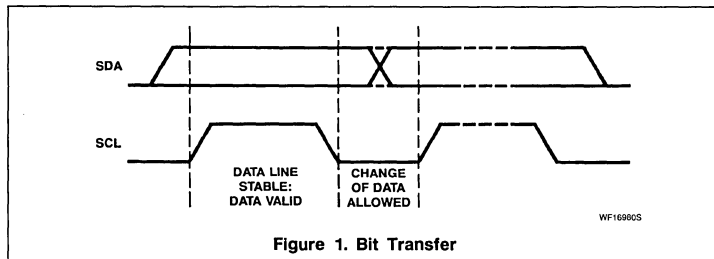 SDA
SCL
DATA LINE
STABLE:
DATA VALID
CHANGE
OF DATA
ALLOWED
WF16980S
Figure 1. Bit Transfer